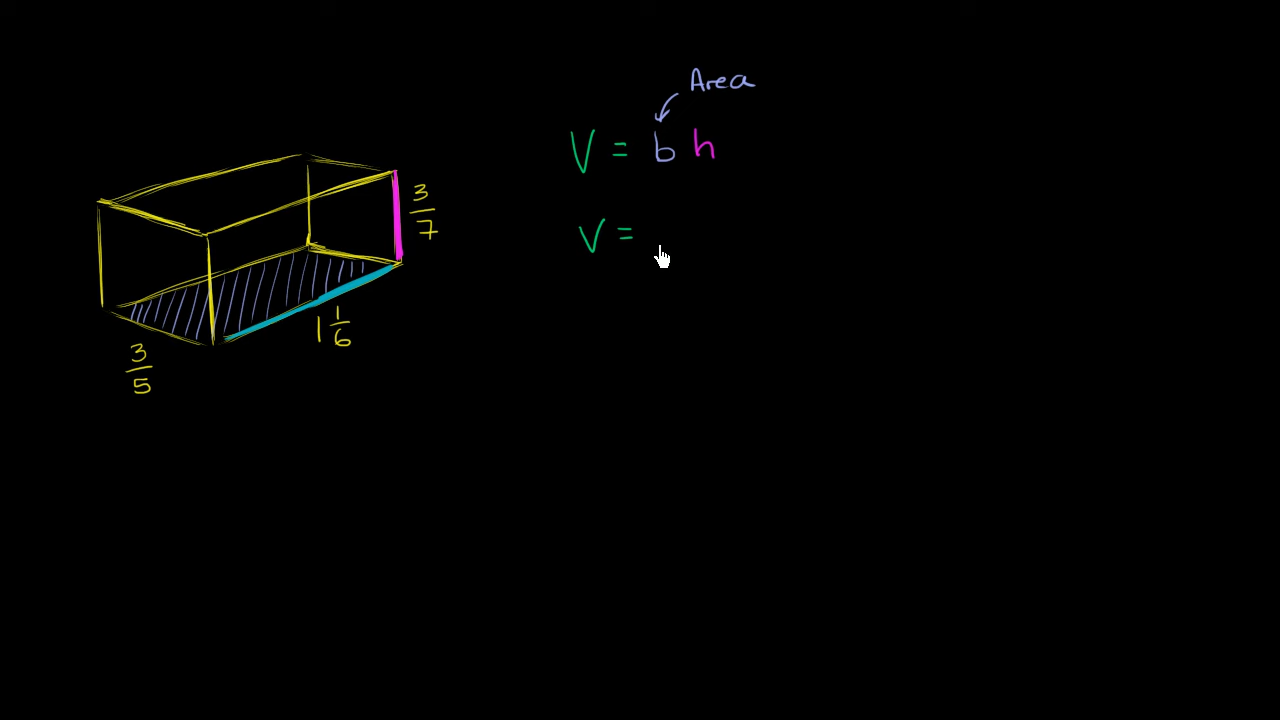 Area
V = b h
V =
3/7
1 1/6
3/5